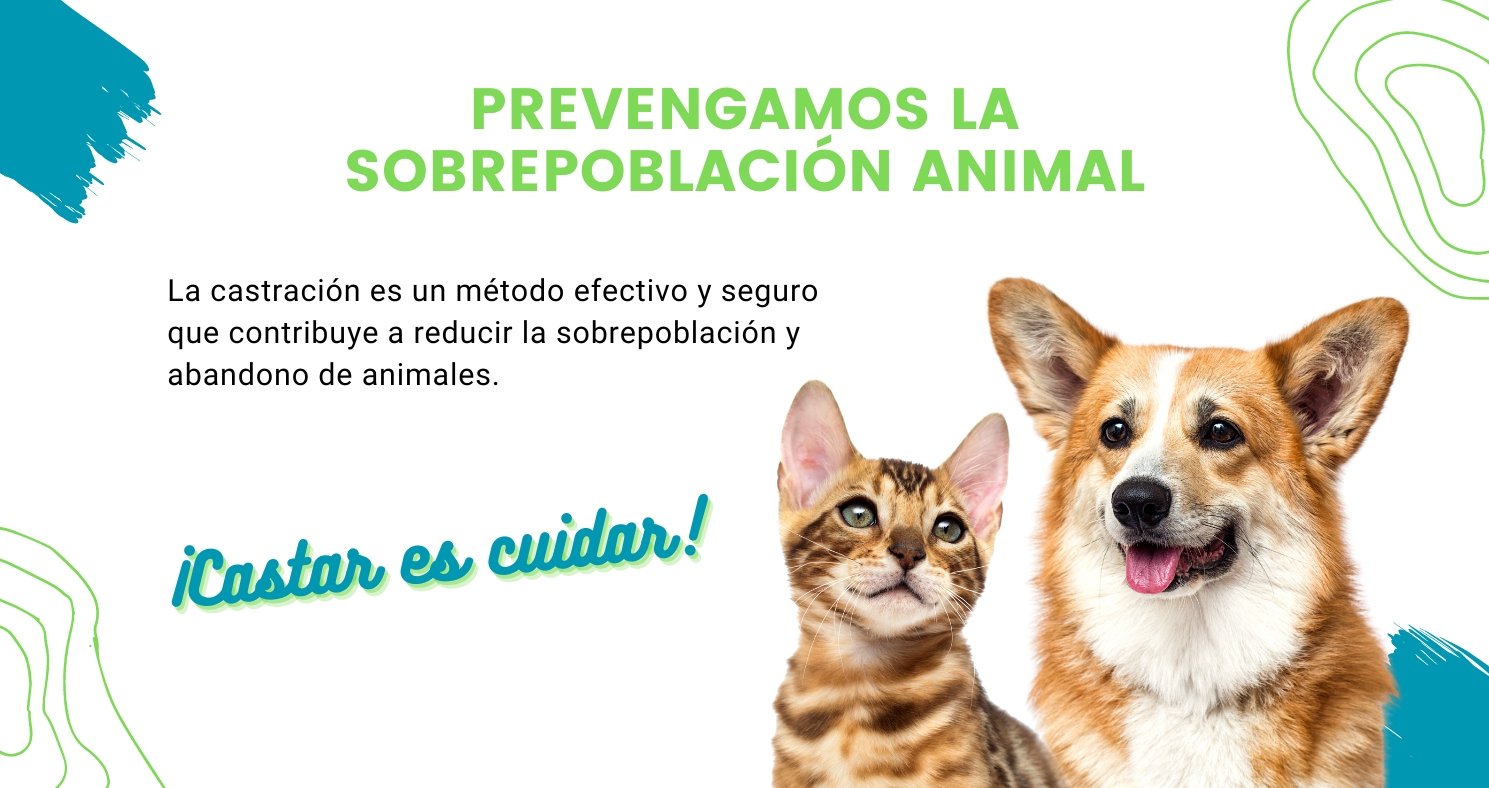 PREVENGAMOS LA
SOBREPOBLACIÓN ANIMAL
La castración es un método efectivo y seguro
que contribuye a reducir la sobrepoblación y
abandono de animales.
¡Castar es cuidar!